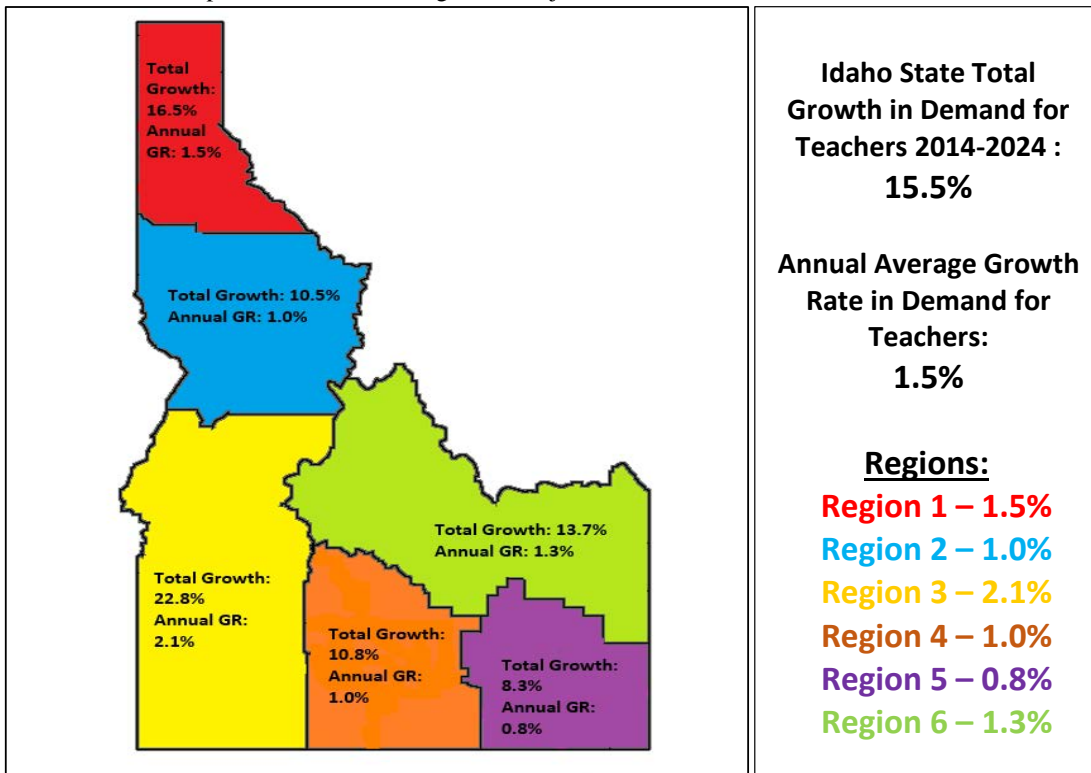 Total
Growth:
16.5%
Annual
GR: 1.5%
Total Growth: 10.5%
Annual GR: 1.0%
Total Growth: 13.7%
Annual GR: 1.3%
Total Growth:
22.8%
Annual GR:
2.1%
Total Growth:
10.8%
Annual GR:
1.0%
Total Growth:
8.3%
Annual GR:
0.8%
Idaho State Total
Growth in Demand for
Teachers 2014-2024 :
15.5%
Annual Average Growth
Rate in Demand for
Teachers:
1.5%
Regions:
Region 1 – 1.5%
Region 2 – 1.0%
Region 3 – 2.1%
Region 4 – 1.0%
Region 5 – 0.8%
Region 6 – 1.3%